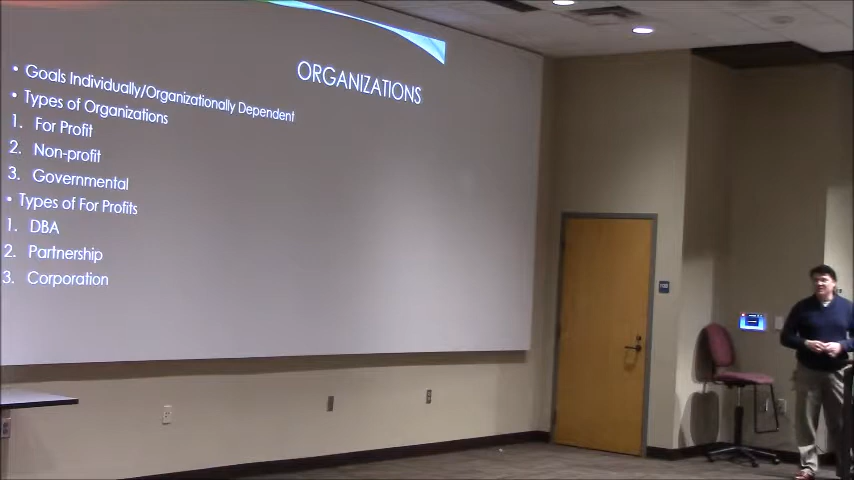 ORGANIZATIONS
• Goals Individually/Organizationally Dependent
• Types of Organizations
1. For Profit
2. Non-profit
3. Governmental
• Types of For Profits
1. DBA
2. Partnership
3. Corporation